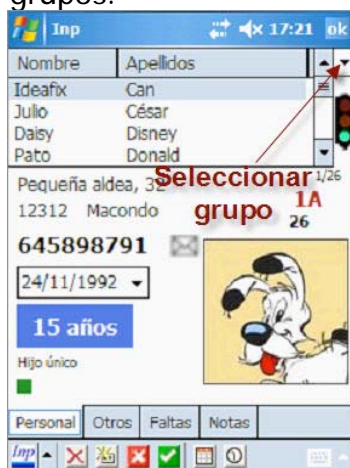 grupos.
Inp 17:21 ok
Nombre Apellidos
Ideafix Can
Julio César
Daisy Disney
Pato Donald
Seleccionar grupo
1/26
Pequeña aldea, 32
12312 Macondo
1A
26
645898791
24/11/1992
15 años
Hijo único
Personal Otros Faltas Notas
Inp